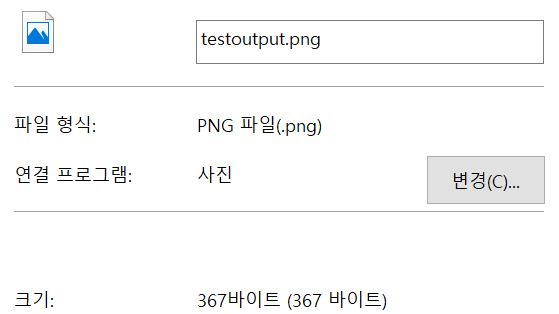 testoutput.png
파일 형식: PNG 파일(.png)
연결 프로그램: 사진 변경(C)...
크기: 367바이트 (367 바이트)